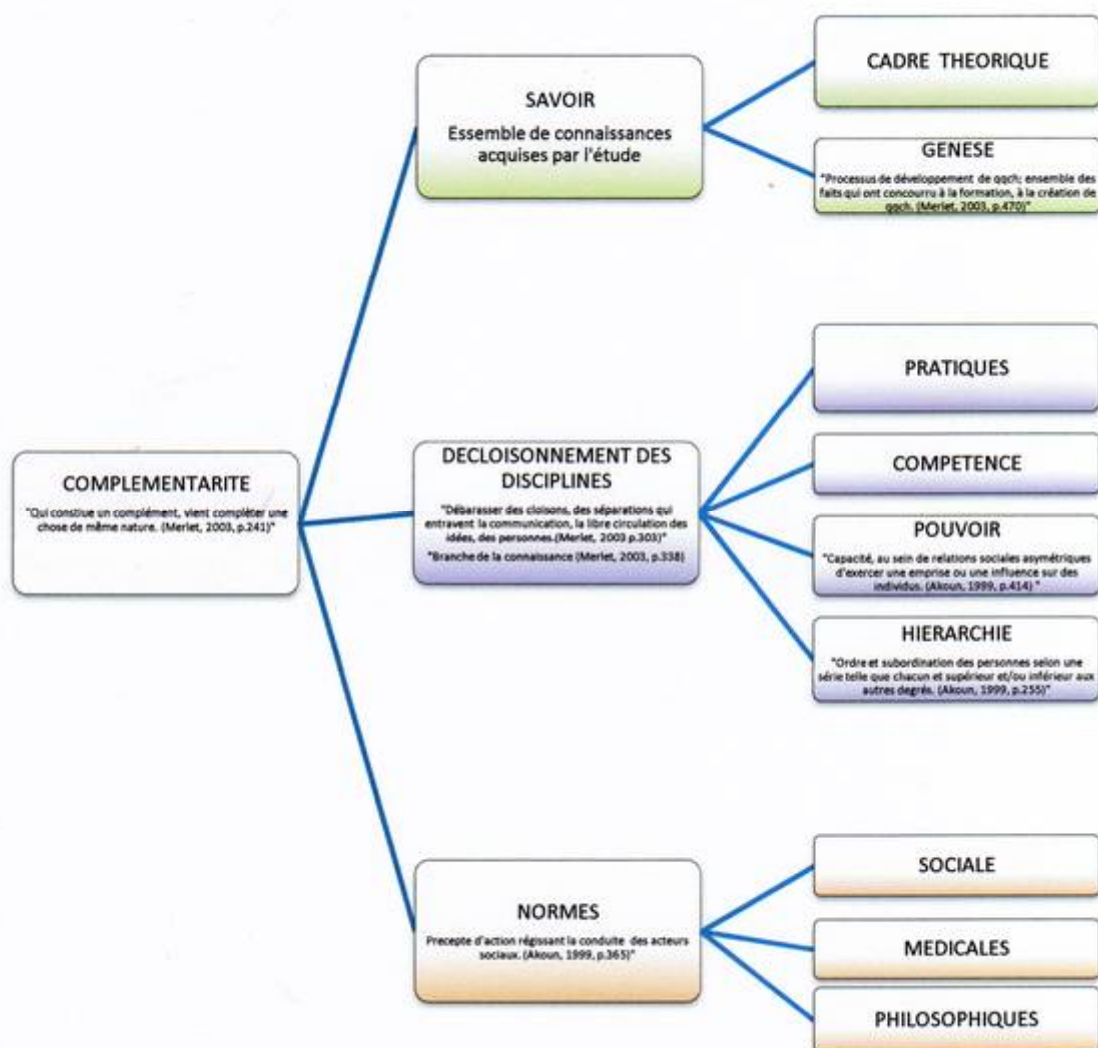 COMPLEMENTARITE
"Qui constiue un complément, vient complèter une
chose de même nature. (Merlet, 2003, p.241)"
SAVOIR
Essemble de connaissances
acquises par l'étude
CADRE THEORIQUE
GENESE
"Processus de développement de qqch; ensemble des
faits qui ont concouru à la formation, à la création de
qqch. (Merlet, 2003, p.470)"
DECLOISONNEMENT DES
DISCIPLINES
"Débarasser des cloisons, des séparations qui
entravent la communication, la libre circulation des
idées, des personnes.(Merlet, 2003 p.303)"
"Branche de la connaissance (Merlet, 2003, p.338)
PRATIQUES
COMPETENCE
POUVOIR
"Capacité, au sein de relations sociales asymétriques
d'exercer une emprise ou une influence sur des
individus. (Akoun, 1999, p.414) "
HIERARCHIE
"Ordre et subordination des personnes selon une
série telle que chacun et supérieur et/ou inférieur aux
autres degrés. (Akoun, 1999, p.255)"
NORMES
Precepte d'action régissant la conduite des acteurs
sociaux. (Akoun, 1999, p.365)"
SOCIALE
MEDICALES
PHILOSOPHIQUES